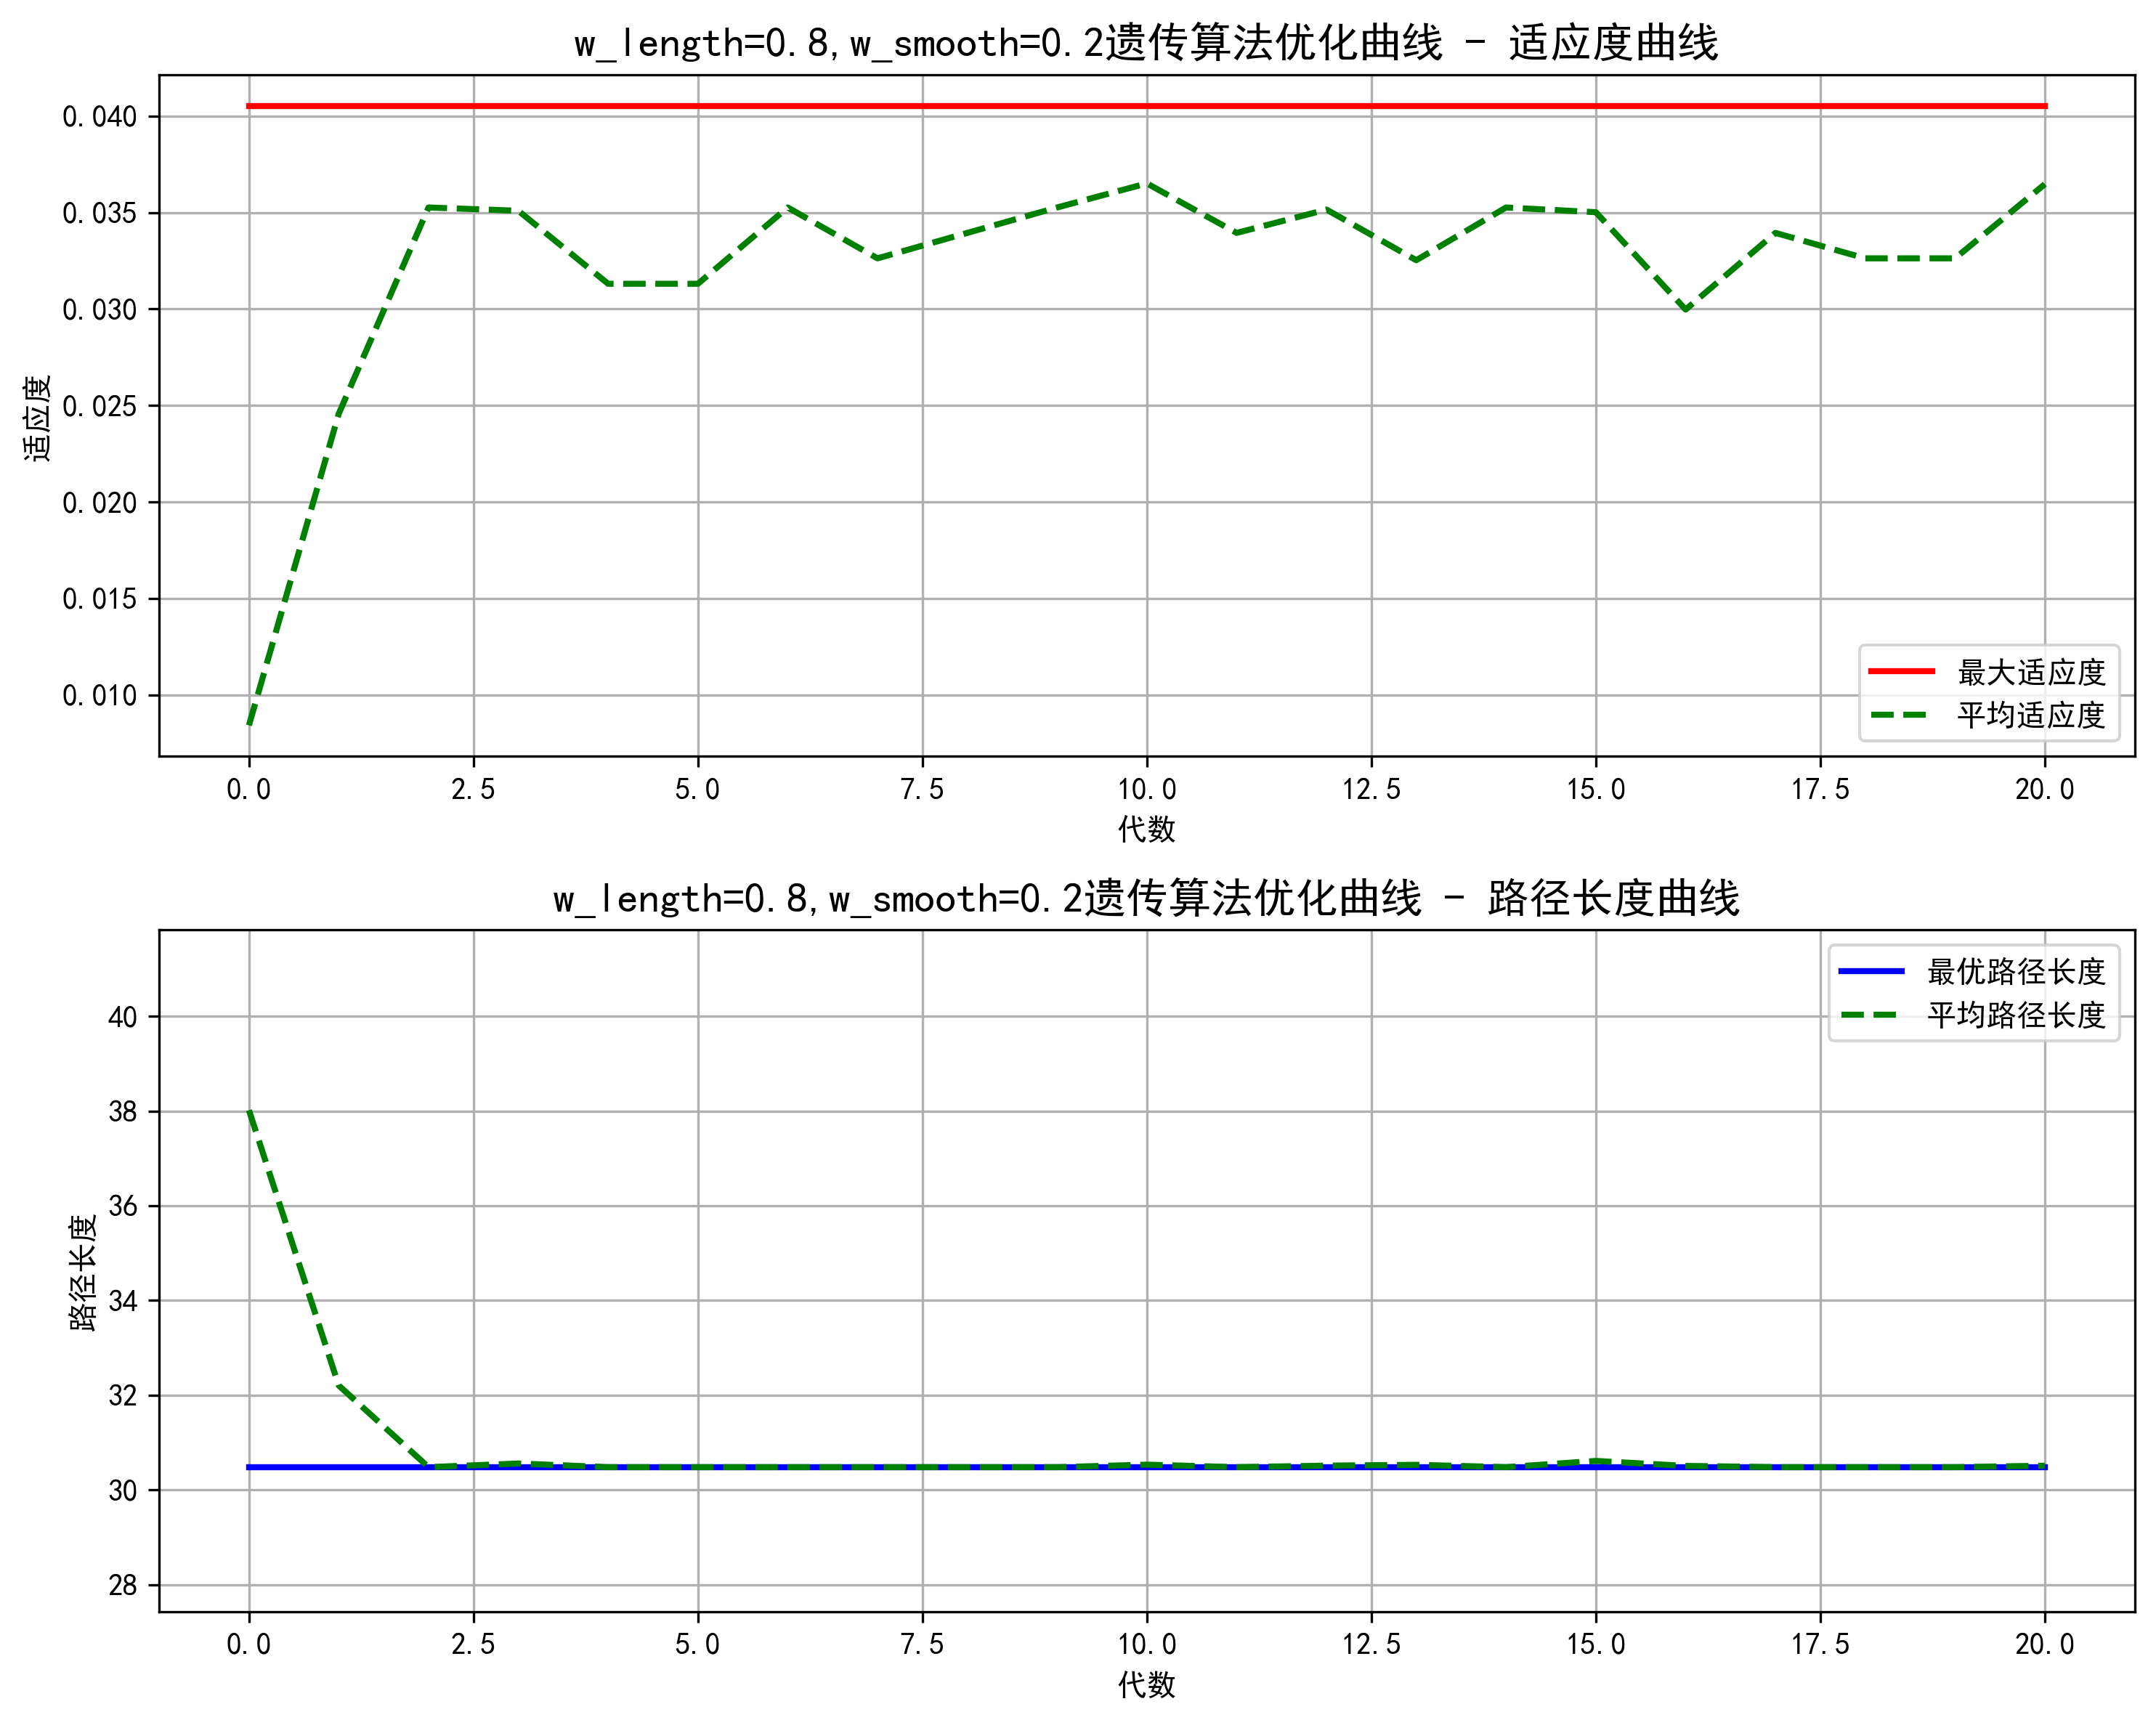 w_length=0.8,w_smooth=0.2遗传算法优化曲线 - 适应度曲线
0.040
0.035
0.030
0.025
0.020
0.015
0.010
适应度
最大适应度
平均适应度
0.0 2.5 5.0 7.5 10.0 12.5 15.0 17.5 20.0
代数
w_length=0.8,w_smooth=0.2遗传算法优化曲线 - 路径长度曲线
最优路径长度
平均路径长度
40
38
36
34
32
30
28
路径长度
0.0 2.5 5.0 7.5 10.0 12.5 15.0 17.5 20.0
代数